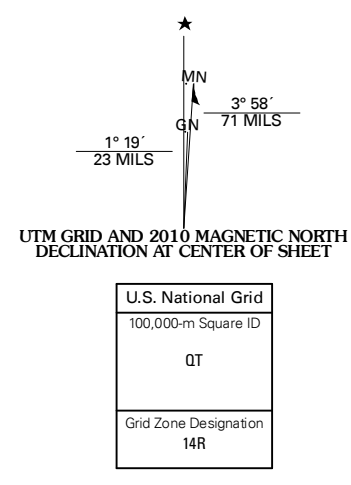 MN
3° 58´
71 MILS
GN
1° 19´
23 MILS
UTM GRID AND 2010 MAGNETIC NORTH
DECLINATION AT CENTER OF SHEET
U.S. National Grid
100,000-m Square ID
QT
Grid Zone Designation
14R